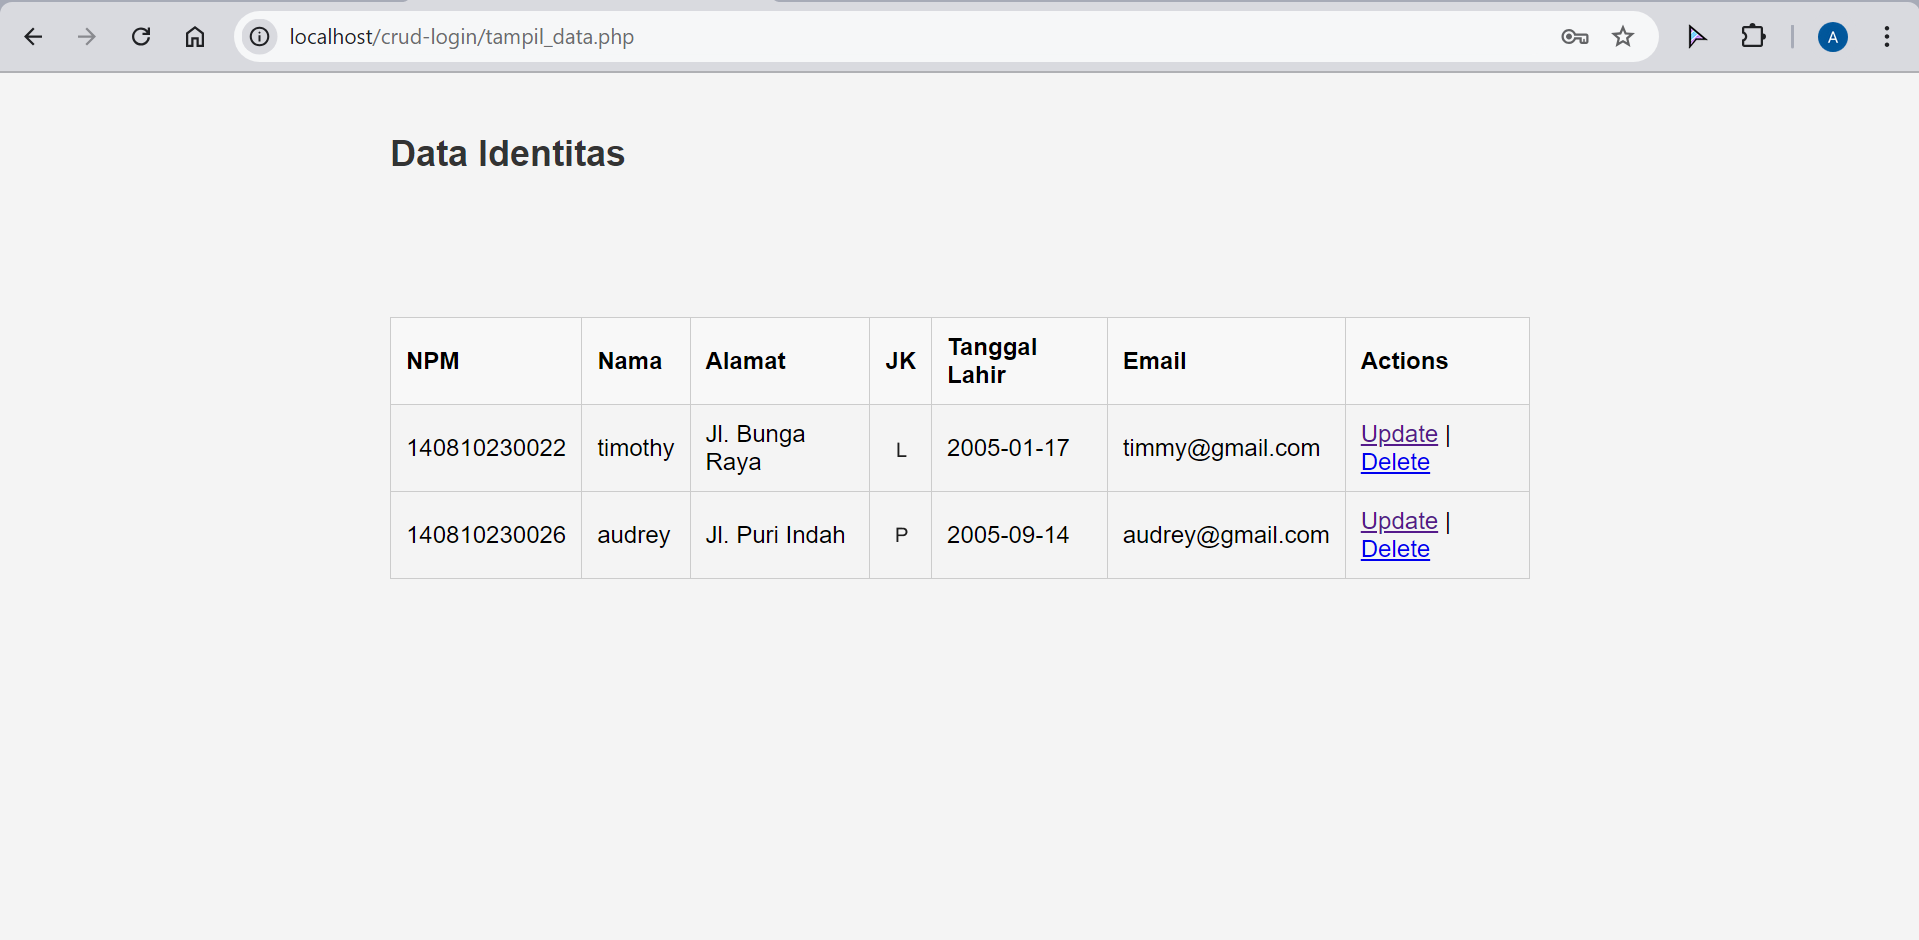 localhost/crud-login/tampil_data.php
A
Data Identitas
NPM Nama Alamat JK Tanggal Lahir Email Actions
140810230022 timothy Jl. Bunga Raya L 2005-01-17 timmy@gmail.com Update | Delete
140810230026 audrey Jl. Puri Indah P 2005-09-14 audrey@gmail.com Update | Delete